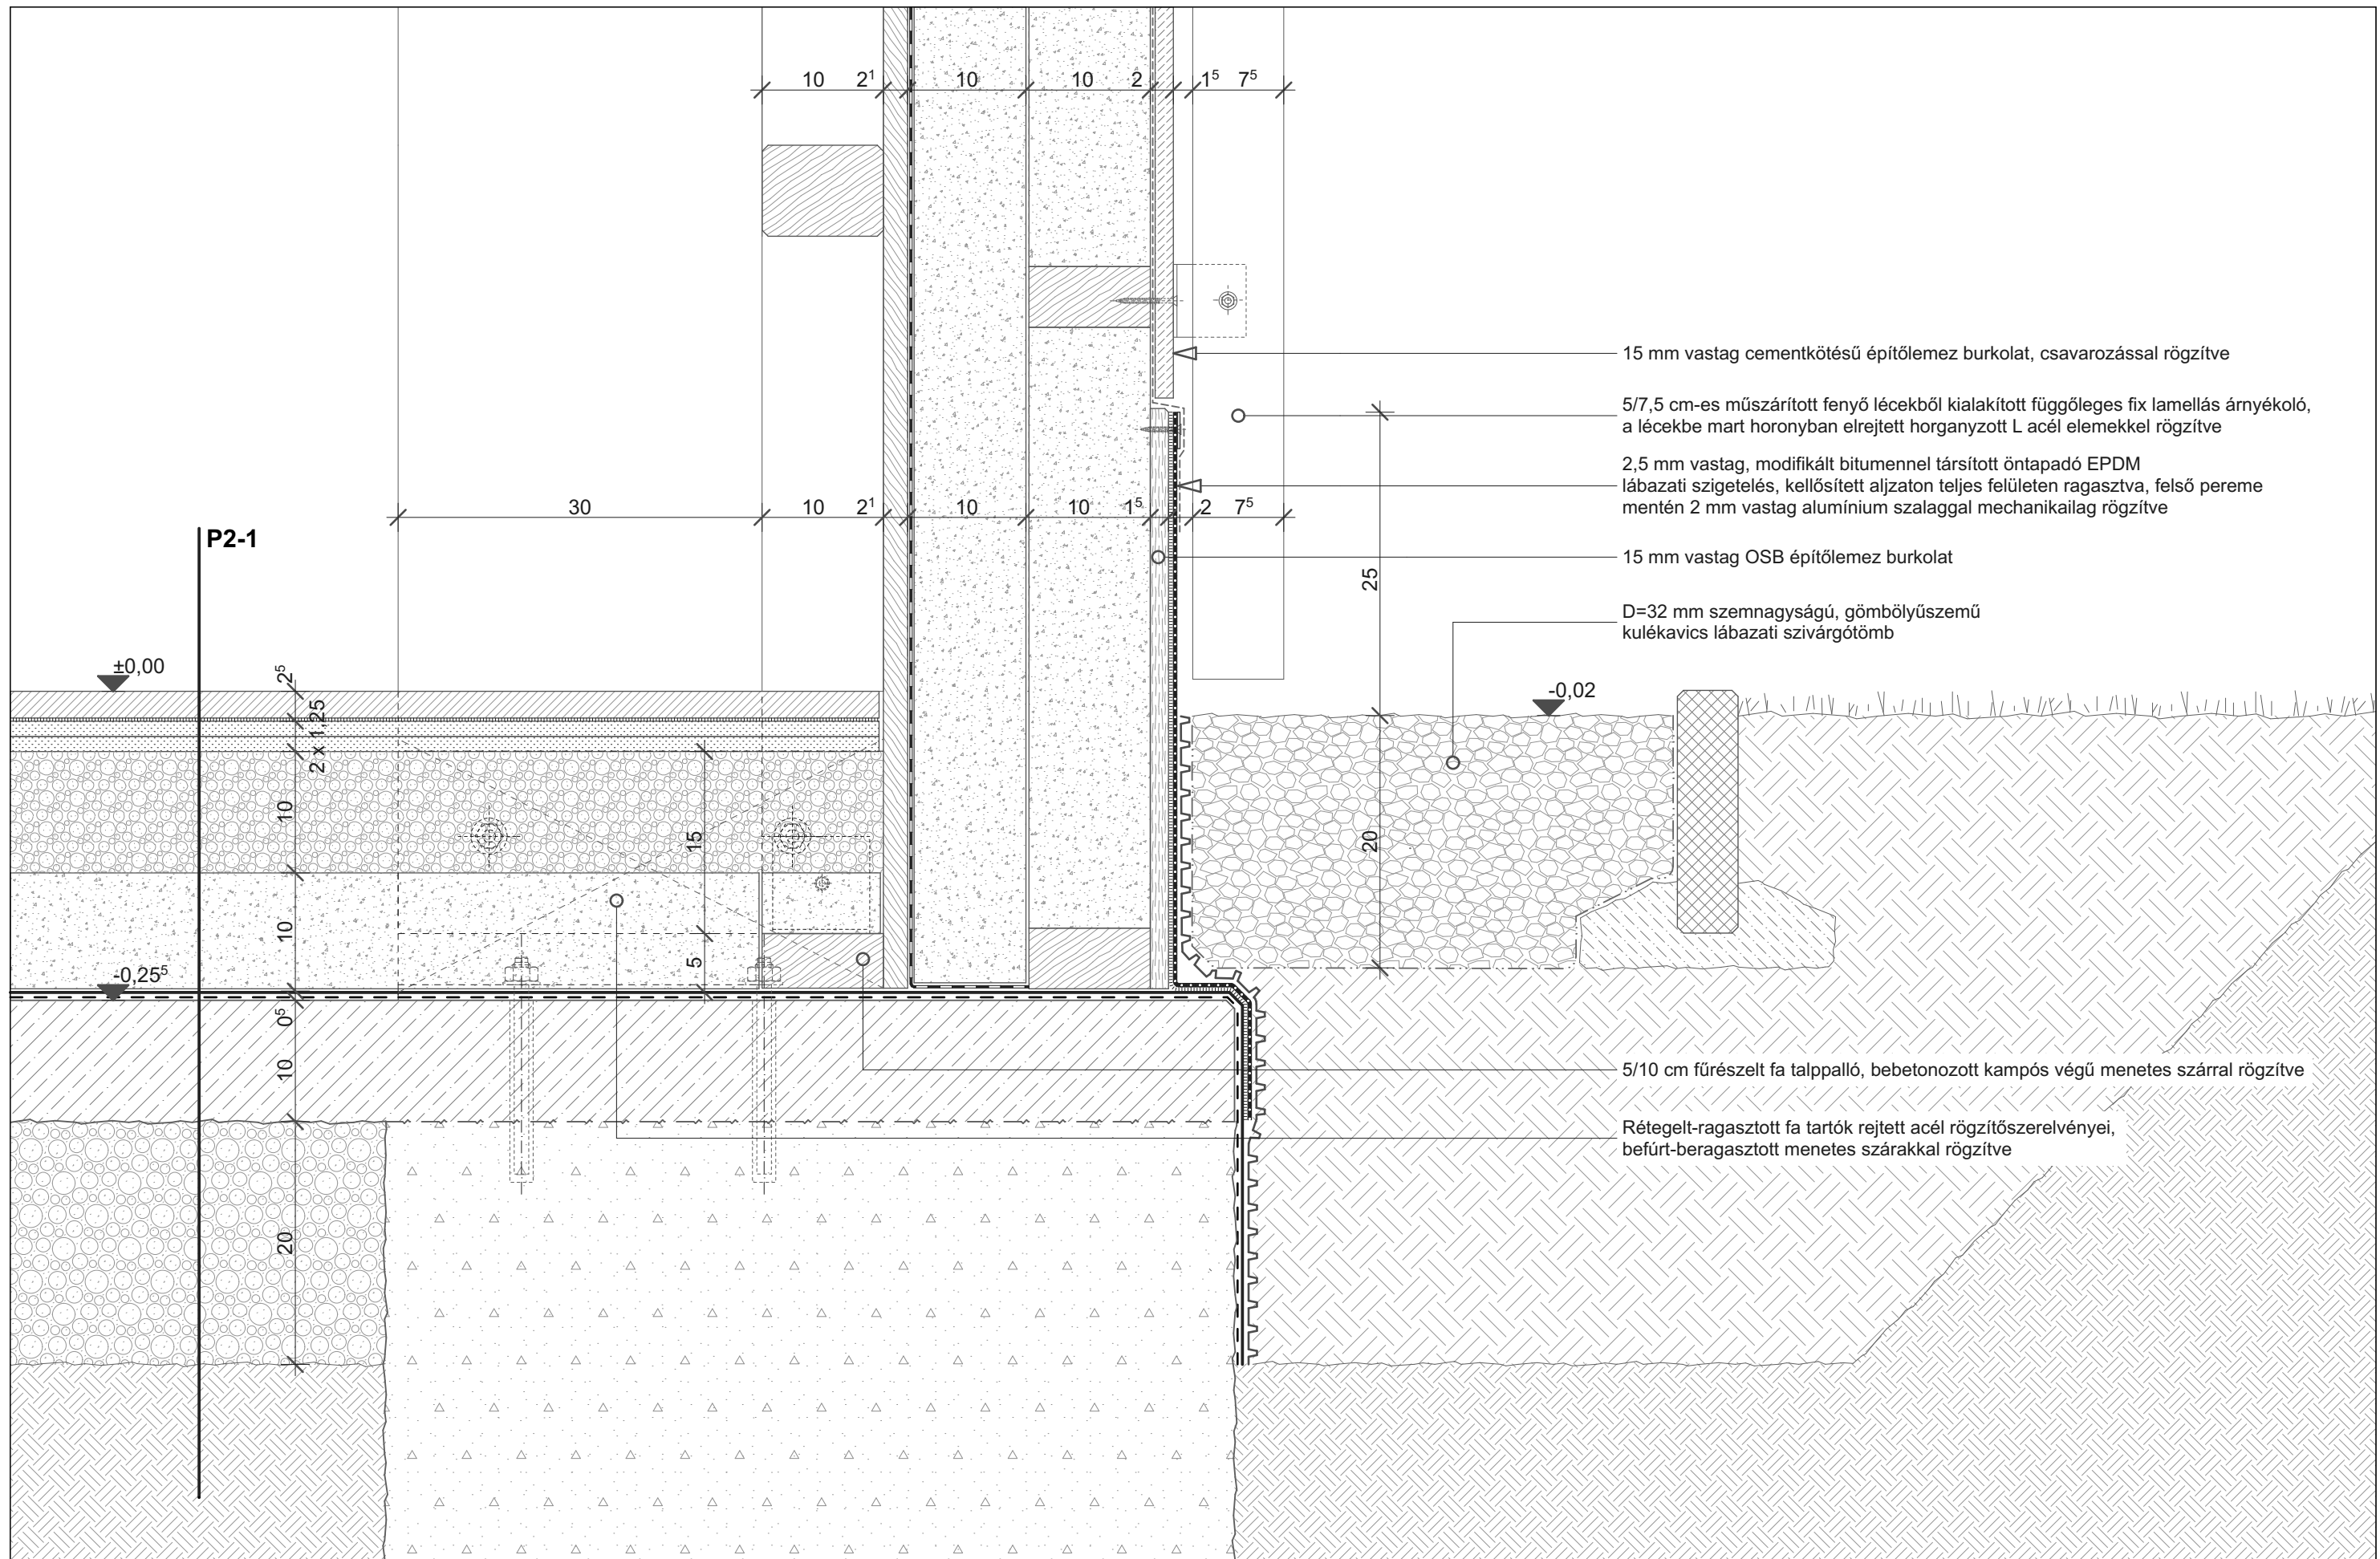 10 2¹ 10 10 2 1⁵ 7⁵
15 mm vastag cementkötésű építőlemez burkolat, csavarozással rögzítve
5/7,5 cm-es műszárított fenyő lécekből kialakított függőleges fix lamellás árnyékoló,
a lécekbe mart horonyban elrejtett horganyzott L acél elemekkel rögzítve
2,5 mm vastag, modifikált bitumennel társított öntapadó EPDM
lábazati szigetelés, kellősített aljzaton teljes felületen ragasztva, felső pereme
mentén 2 mm vastag alumínium szalaggal mechanikailag rögzítve
30 10 2¹ 10 10 1⁵ 2 7⁵
P2-1
15 mm vastag OSB építőlemez burkolat
25
D=32 mm szemnagyságú, gömbölyűszemű
kulékavics lábazati szivárgótömb
±0,00
2⁵
-0,02
2 x 1,25
10
15
20
10
5
-0,25⁵
0⁵
10
5/10 cm fűrészelt fa talppalló, bebetonozott kampós végű menetes szárral rögzítve
Rétegelt-ragasztott fa tartók rejtett acél rögzítőszerelvényei,
befúrt-beragasztott menetes szárakkal rögzítve
20